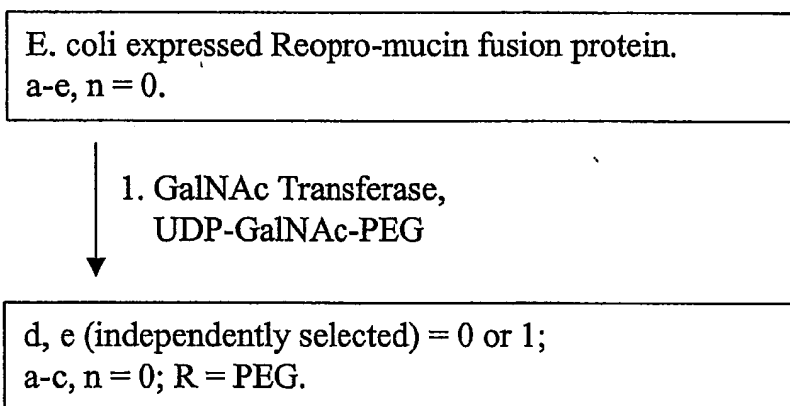 E. coli expressed Reopro-mucin fusion protein.
a-e, n = 0.
1. GalNAc Transferase,
UDP-GalNAc-PEG
d, e (independently selected) = 0 or 1;
a-c, n = 0; R = PEG.